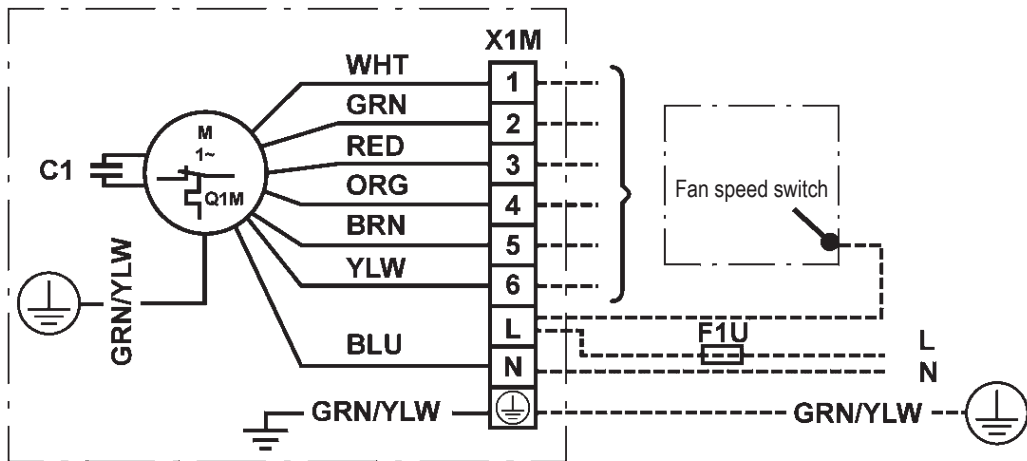 X1M
WHT
1
GRN
2
M
1~
RED
3
C1
Q1M
ORG
4
Fan speed switch
BRN
5
YLW
6
GRN/YLW
L
F1U
L
BLU
N
N
GRN/YLW
GRN/YLW